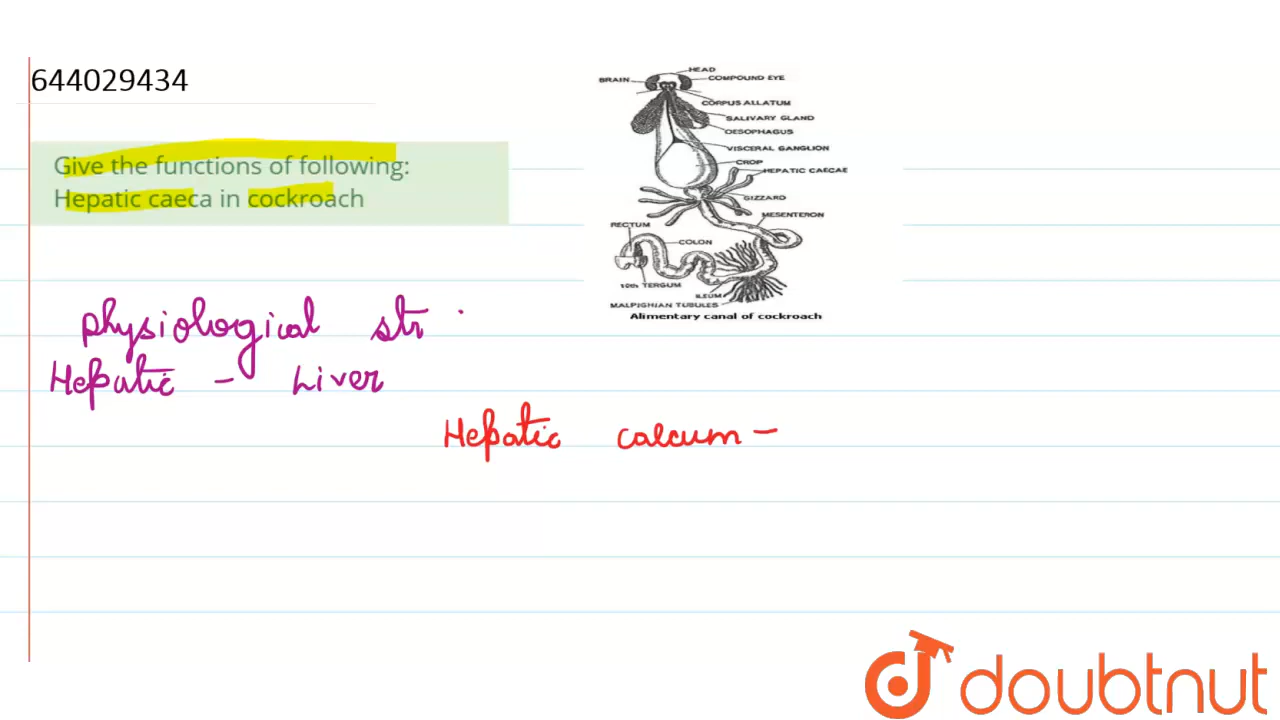 644029434
Give the functions of following:
Hepatic caeca in cockroach
HEAD
BRAIN
COMPOUND EYE
CORPUS ALLATUM
SALIVARY GLAND
OESOPHAGUS
VISCERAL GANGLION
CROP
HEPATIC CAECAE
GIZZARD
MESENTERON
RECTUM
COLON
10th TERGUM
ILEUM
MALPIGHIAN TUBULES
Alimentary canal of cockroach
Physiological str
Hepatic - Liver
Hepatic calcum -
doubtnut